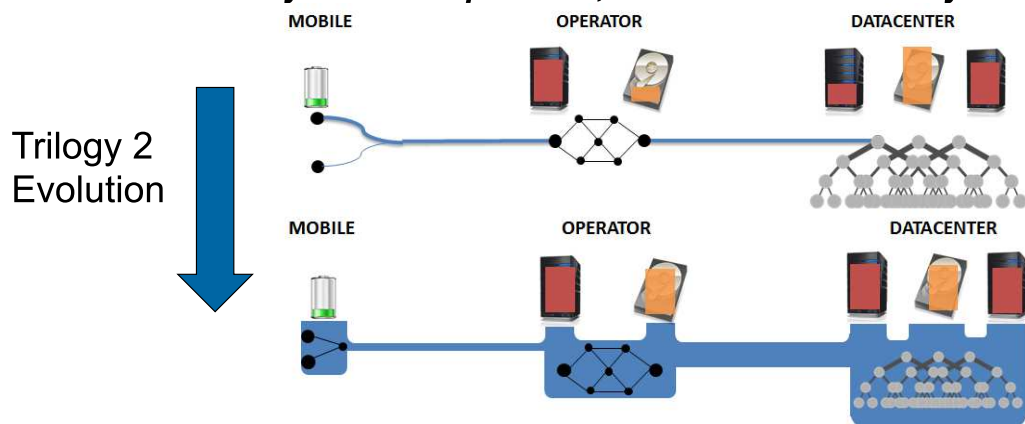 MOBILE OPERATOR DATACENTER
Trilogy 2
Evolution
MOBILE OPERATOR DATACENTER